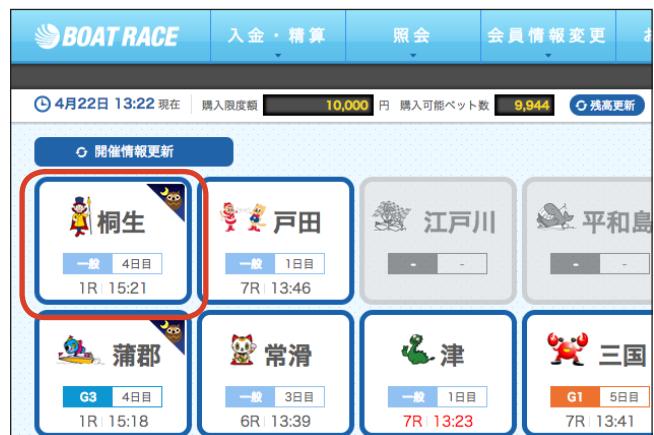 BOAT RACE 入金・精算 照会 会員情報変更
4月22日 13:22 現在 購入限度額 10,000 円 購入可能ベット数 9,944 残高更新
開催情報更新
桐生 戸田 江戸川 平和島
一般 4日目 一般 1日目 - - - -
1R 15:21 7R 13:46
蒲郡 常滑 津 三国
G3 4日目 一般 3日目 一般 1日目 G1 5日目
1R 15:18 6R 13:39 7R 13:23 7R 13:41